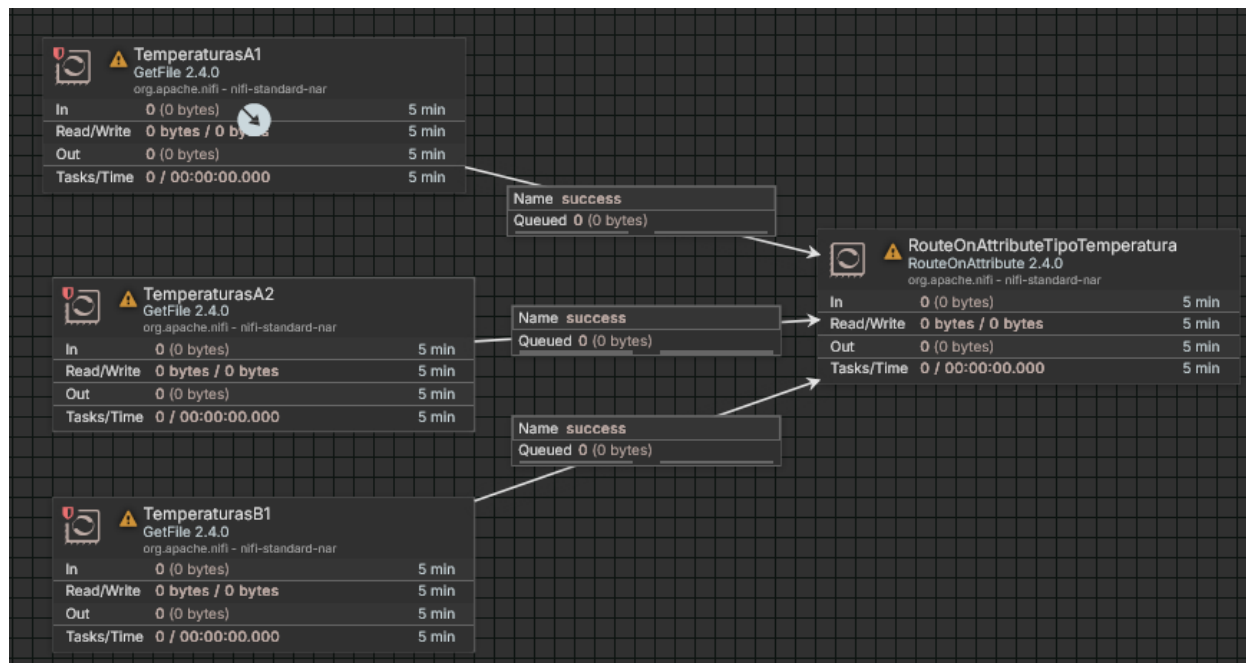 TemperaturasA1
GetFile 2.4.0
org.apache.nifi - nifi-standard-nar
In 0 (0 bytes) 5 min
Read/Write 0 bytes / 0 bytes 5 min
Out 0 (0 bytes) 5 min
Tasks/Time 0 / 00:00:00.000 5 min
Name success
Queued 0 (0 bytes)
RouteOnAttributeTipoTemperatura
RouteOnAttribute 2.4.0
org.apache.nifi - nifi-standard-nar
In 0 (0 bytes) 5 min
Read/Write 0 bytes / 0 bytes 5 min
Out 0 (0 bytes) 5 min
Tasks/Time 0 / 00:00:00.000 5 min
TemperaturasA2
GetFile 2.4.0
org.apache.nifi - nifi-standard-nar
In 0 (0 bytes) 5 min
Read/Write 0 bytes / 0 bytes 5 min
Out 0 (0 bytes) 5 min
Tasks/Time 0 / 00:00:00.000 5 min
Name success
Queued 0 (0 bytes)
Name success
Queued 0 (0 bytes)
TemperaturasB1
GetFile 2.4.0
org.apache.nifi - nifi-standard-nar
In 0 (0 bytes) 5 min
Read/Write 0 bytes / 0 bytes 5 min
Out 0 (0 bytes) 5 min
Tasks/Time 0 / 00:00:00.000 5 min